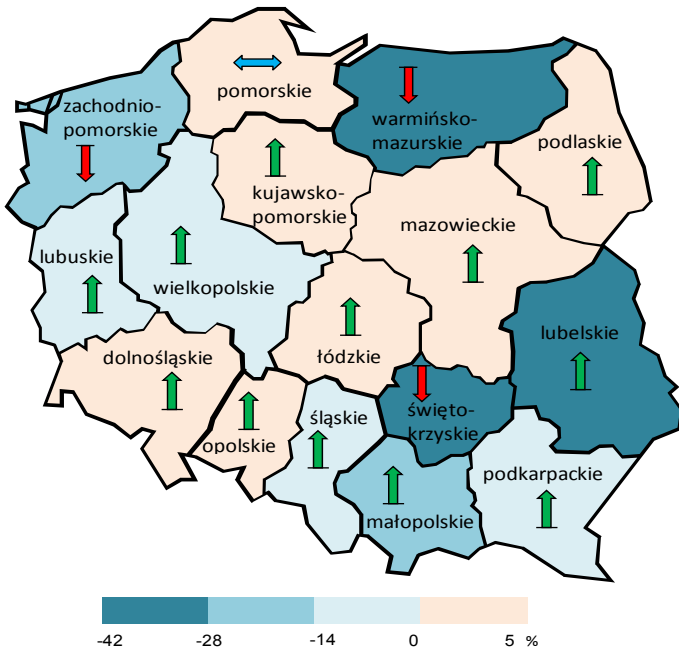 pomorskie
zachodnio-
pomorskie
warmińsko-
mazurskie
podlaskie
kujawsko-
pomorskie
mazowieckie
lubuskie
wielkopolskie
lubelskie
dolnośląskie
łódzkie
śląskie
święto-
krzyskie
opolskie
podkarpackie
małopolskie
-42 -28 -14 0 5 %